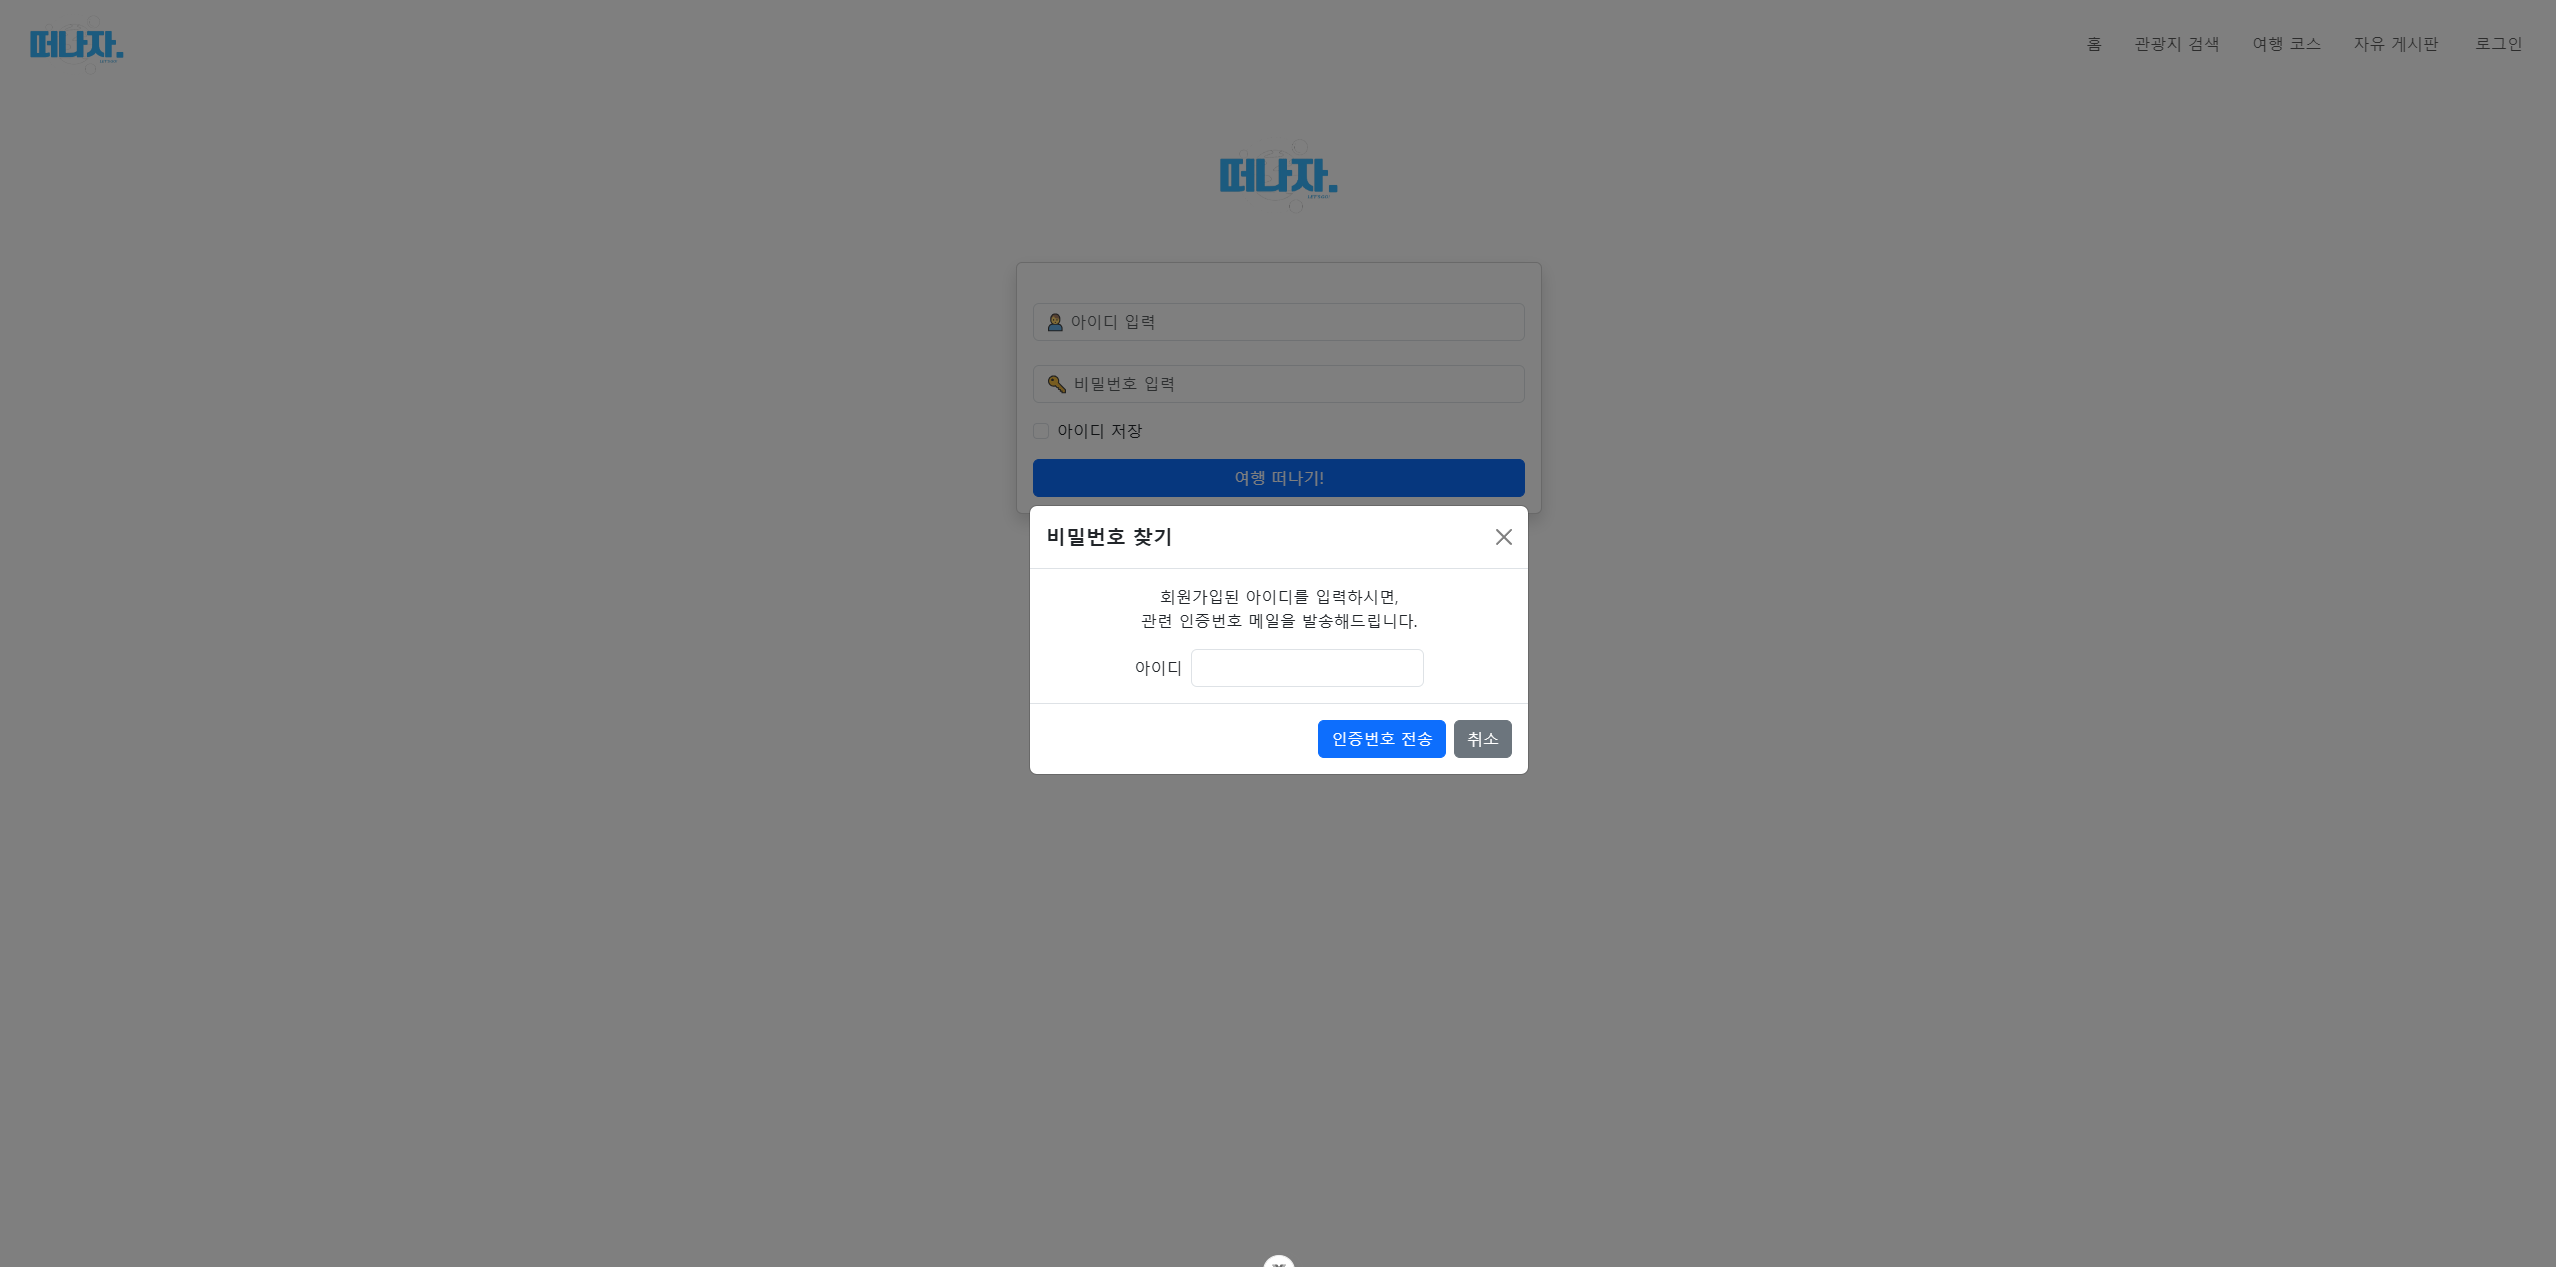 떠나자.
홈
관광지 검색
여행 코스
자유 게시판
로그인
떠나자.
아이디 입력
비밀번호 입력
아이디 저장
여행 떠나기!
비밀번호 찾기
회원가입된 아이디를 입력하시면,
관련 인증번호 메일을 발송해드립니다.
아이디
인증번호 전송
취소